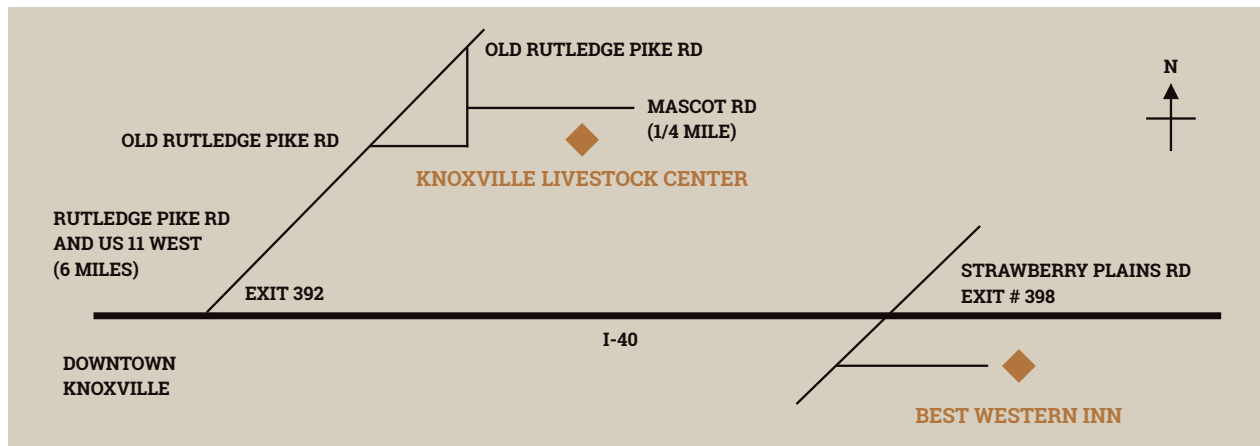 OLD RUTLEDGE PIKE RD
N
MASCOT RD
(1/4 MILE)
OLD RUTLEDGE PIKE RD
KNOXVILLE LIVESTOCK CENTER
RUTLEDGE PIKE RD
AND US 11 WEST
(6 MILES)
EXIT 392
STRAWBERRY PLAINS RD
EXIT # 398
I-40
DOWNTOWN
KNOXVILLE
BEST WESTERN INN